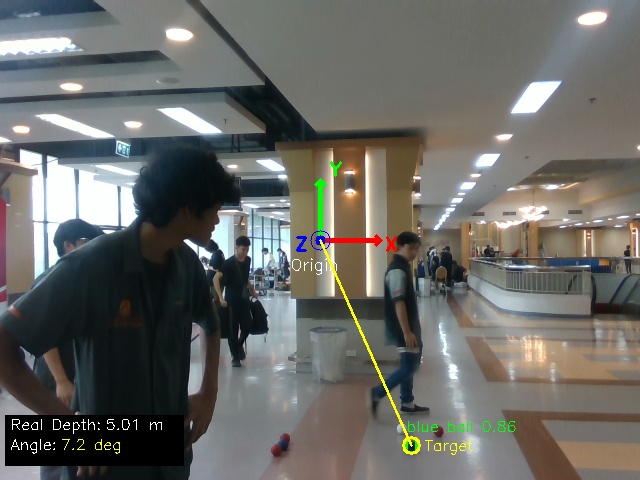 Y
Z
X
Origin
blue ball 0.86
Target
Real Depth: 5.01 m
Angle: 7.2 deg